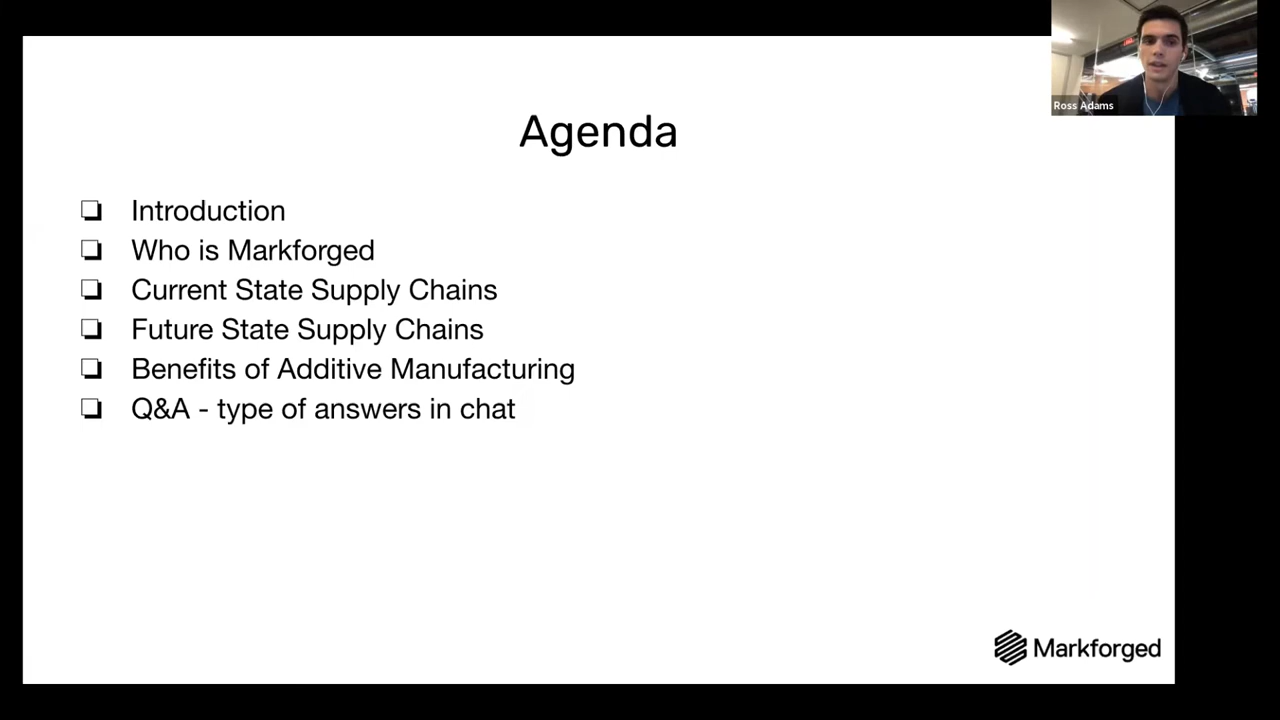 Ross Adams
Agenda
Introduction
Who is Markforged
Current State Supply Chains
Future State Supply Chains
Benefits of Additive Manufacturing
Q&A - type of answers in chat
Markforged